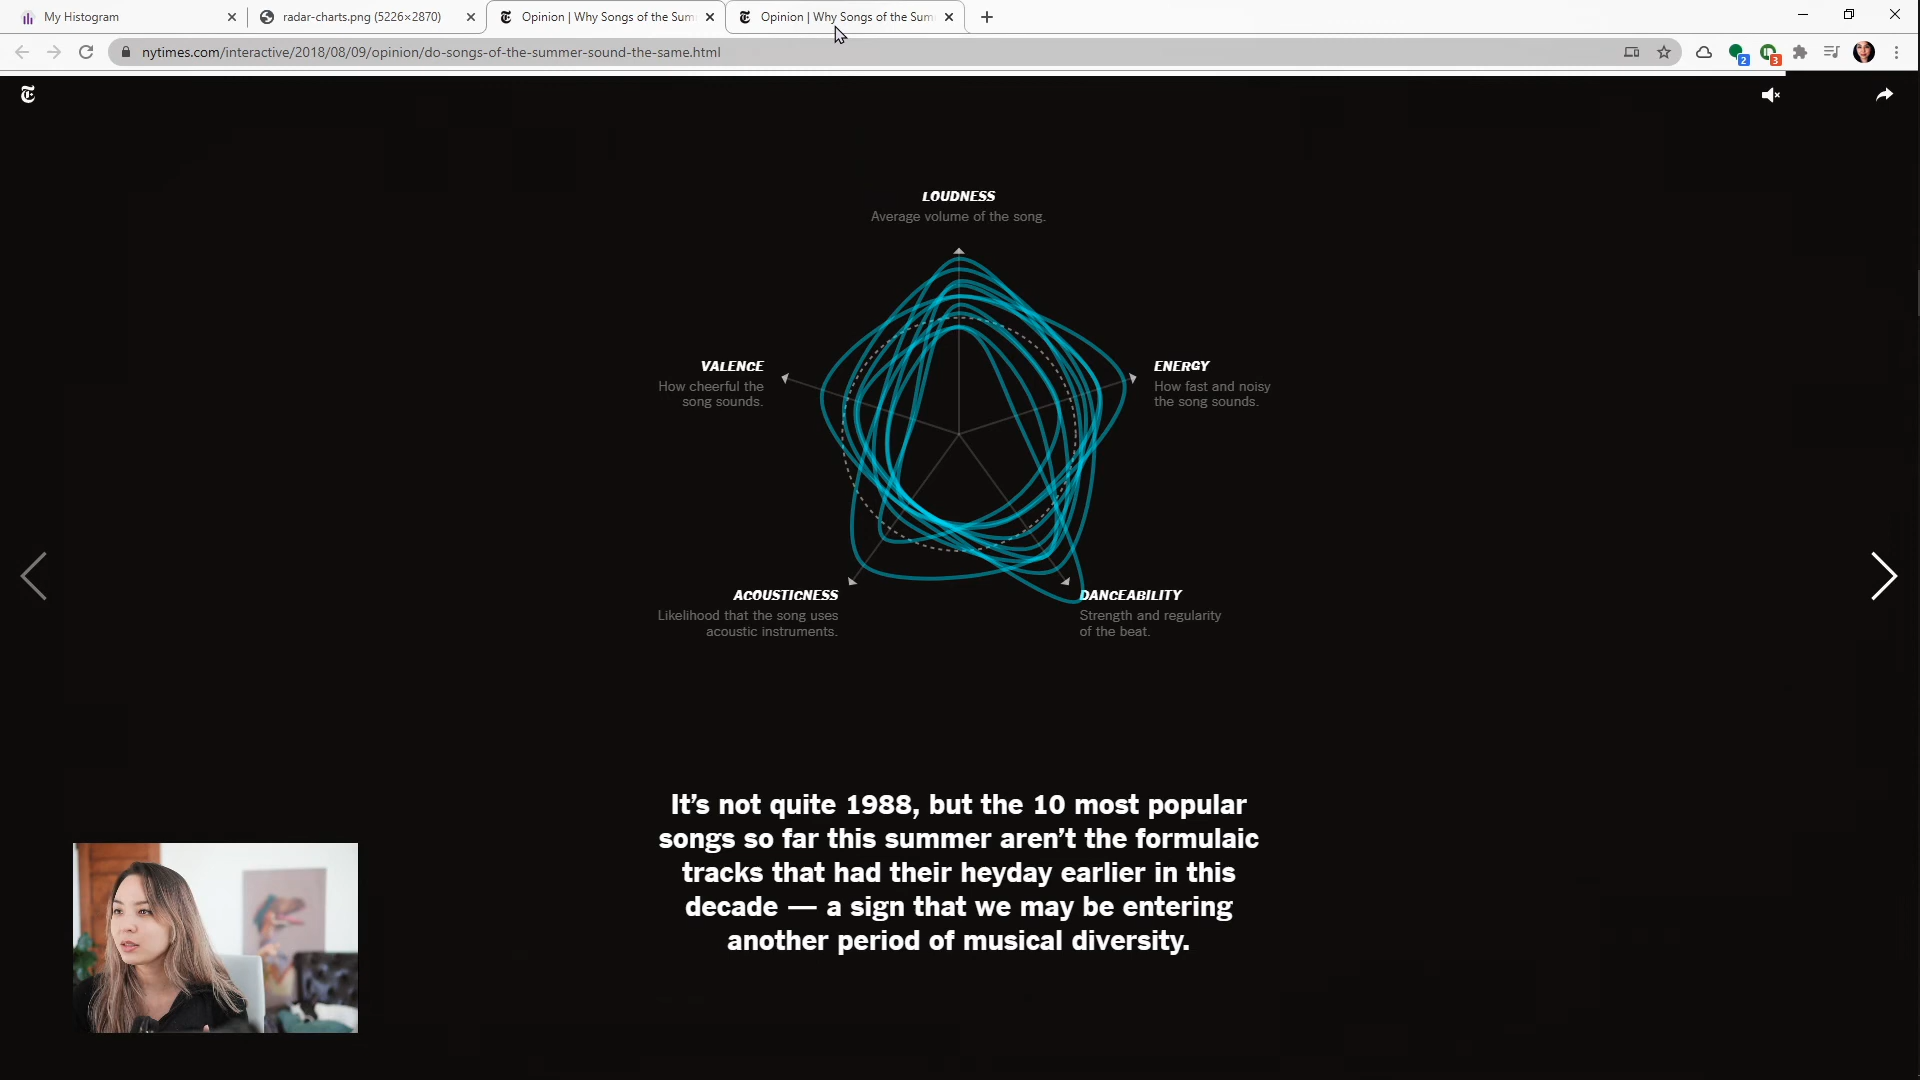 My Histogram
radar-charts.png (5226×2870)
Opinion | Why Songs of the Sum
Opinion | Why Songs of the Sum
nytimes.com/interactive/2018/08/09/opinion/do-songs-of-the-summer-sound-the-same.html
2
3
LOUDNESS
Average volume of the song.
VALENCE
How cheerful the
song sounds.
ENERGY
How fast and noisy
the song sounds.
ACOUSTICNESS
Likelihood that the song uses
acoustic instruments.
DANCEABILITY
Strength and regularity
of the beat.
It’s not quite 1988, but the 10 most popular
songs so far this summer aren’t the formulaic
tracks that had their heyday earlier in this
decade — a sign that we may be entering
another period of musical diversity.